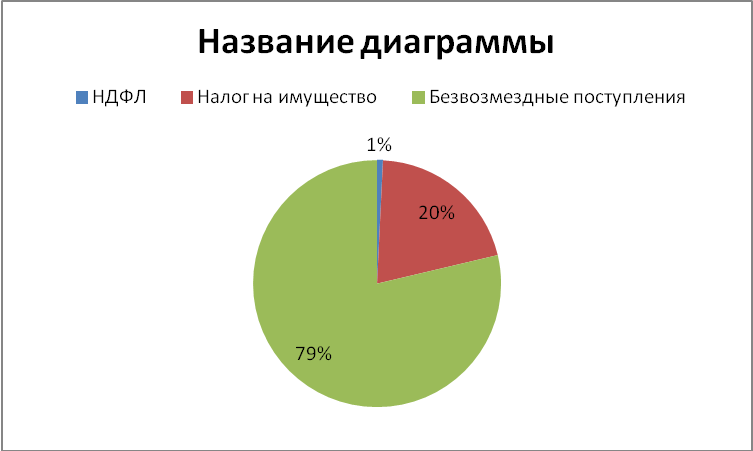 Название диаграммы
НДФЛ Налог на имущество Безвозмездные поступления
1%
20%
79%